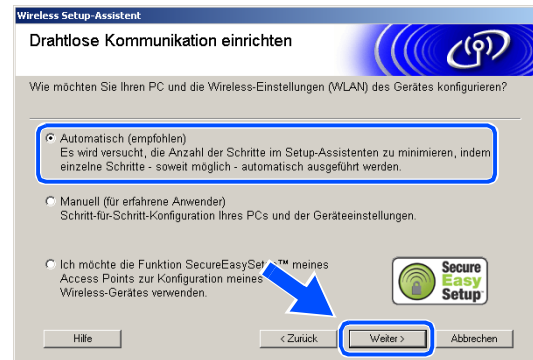 Wireless Setup-Assistent
Drahtlose Kommunikation einrichten
Wie möchten Sie Ihren PC und die Wireless-Einstellungen (WLAN) des Gerätes konfigurieren?
Automatisch (empfohlen)
Es wird versucht, die Anzahl der Schritte im Setup-Assistenten zu minimieren, indem
einzelne Schritte - soweit möglich - automatisch ausgeführt werden.
Manuell (für erfahrene Anwender)
Schritt-für-Schritt-Konfiguration Ihres PCs und der Geräteeinstellungen.
Ich möchte die Funktion SecureEasySetup™ meines
Access Points zur Konfiguration meines
Wireless-Gerätes verwenden.
Secure
Easy
Setup
Hilfe
< Zurück
Weiter >
Abbrechen